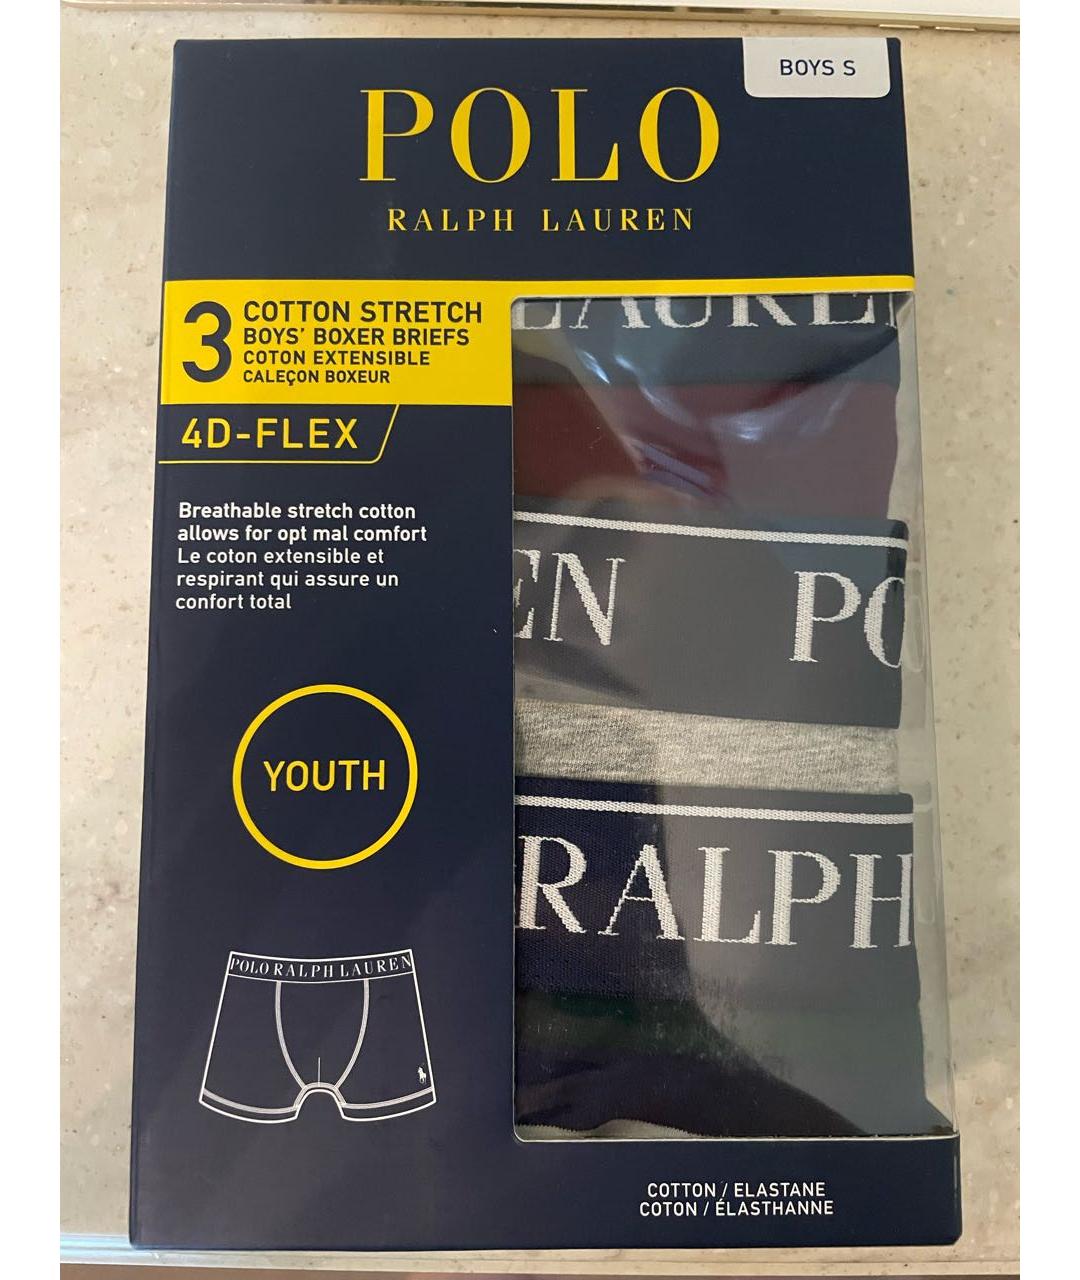 BOYS S
POLO
RALPH LAUREN
3 COTTON STRETCH
BOYS' BOXER BRIEFS
COTON EXTENSIBLE
CALEÇON BOXEUR
4D-FLEX
Breathable stretch cotton
allows for opt mal comfort
Le coton extensible et
respirant qui assure un
confort total
YOUTH
POLO RALPH LAUREN
LAUREN
EN PO
RALPH
COTTON / ELASTANE
COTON / ÉLASTHANNE